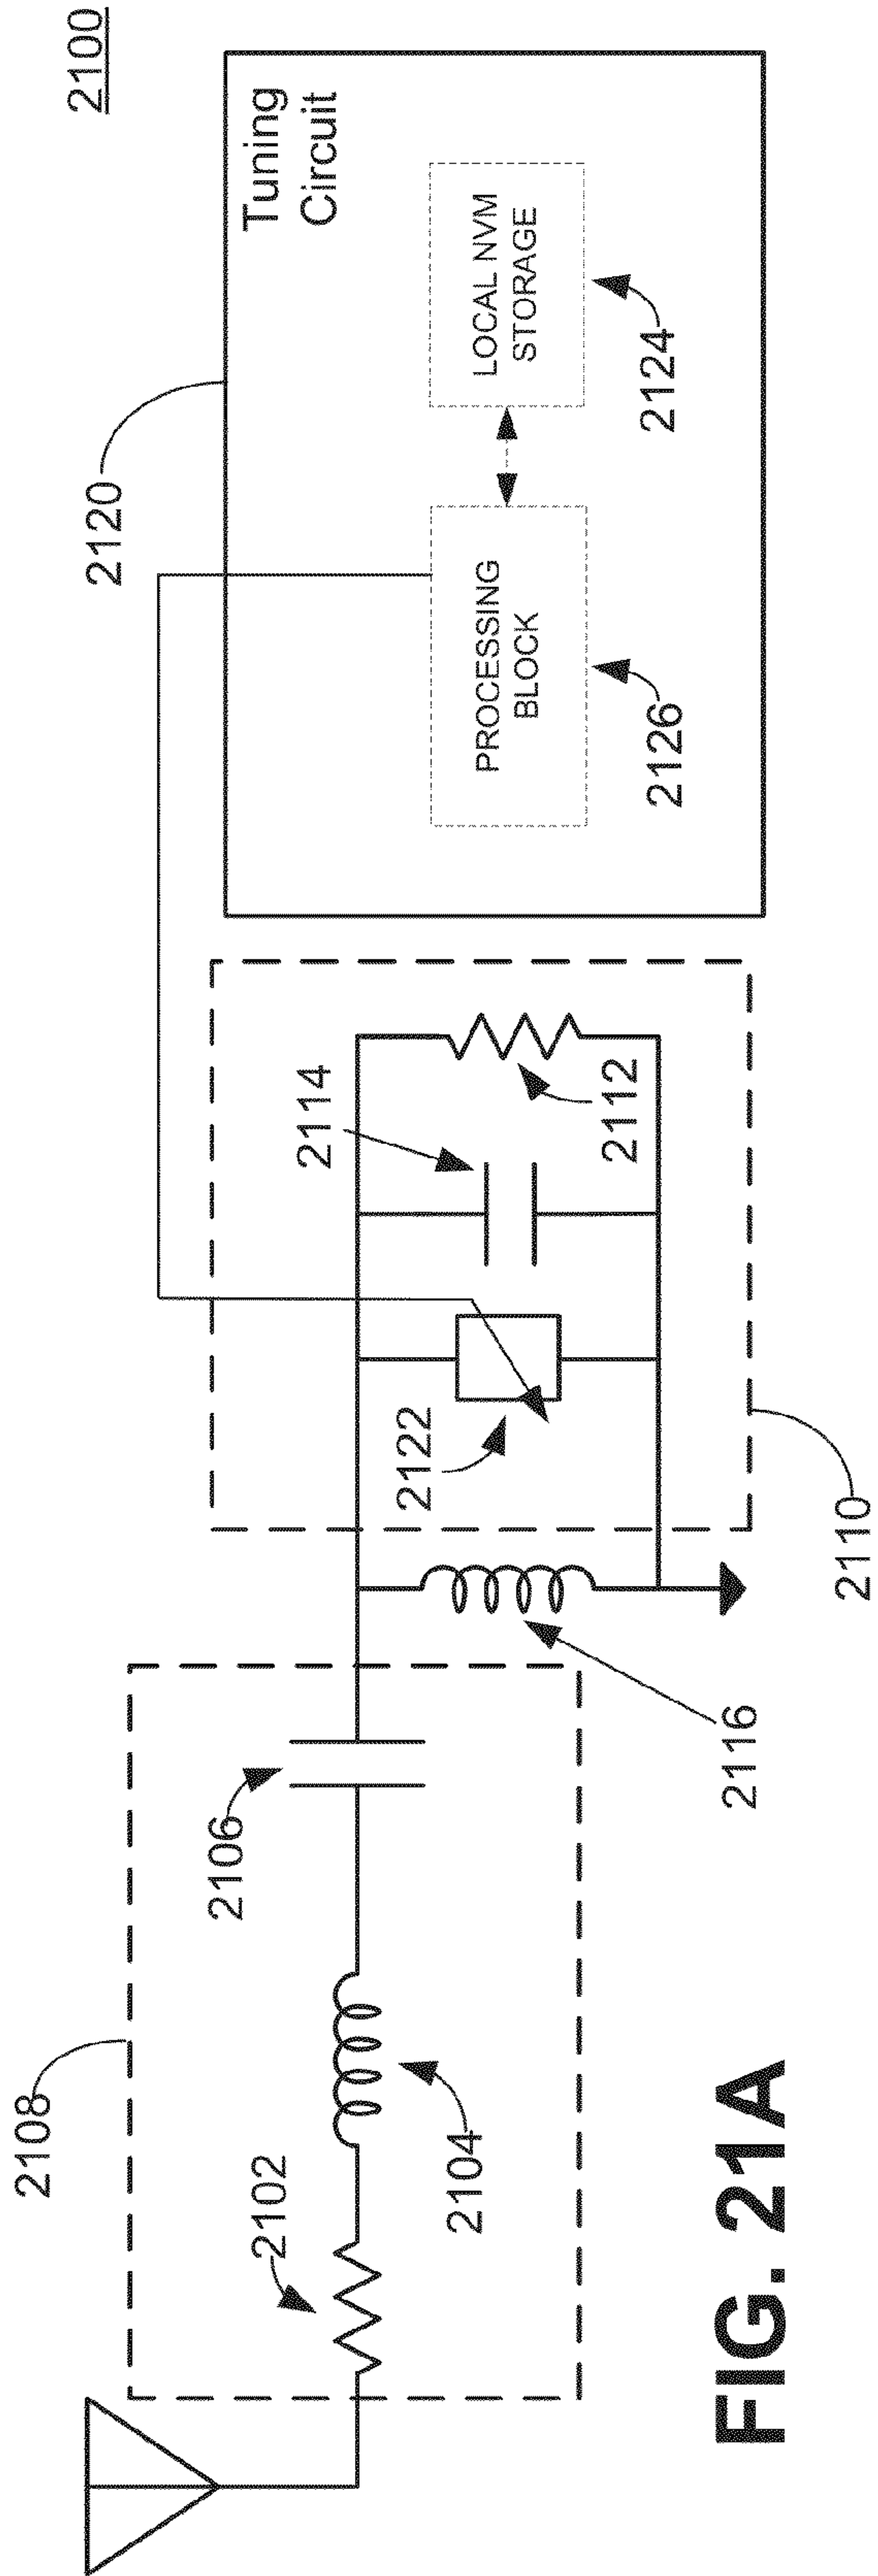 2100
2120
Tuning
Circuit
PROCESSING
BLOCK
LOCAL NVM
STORAGE
2126
2124
2108
2106
2114
2102
2104
2122
2112
2116
2110
FIG. 21A